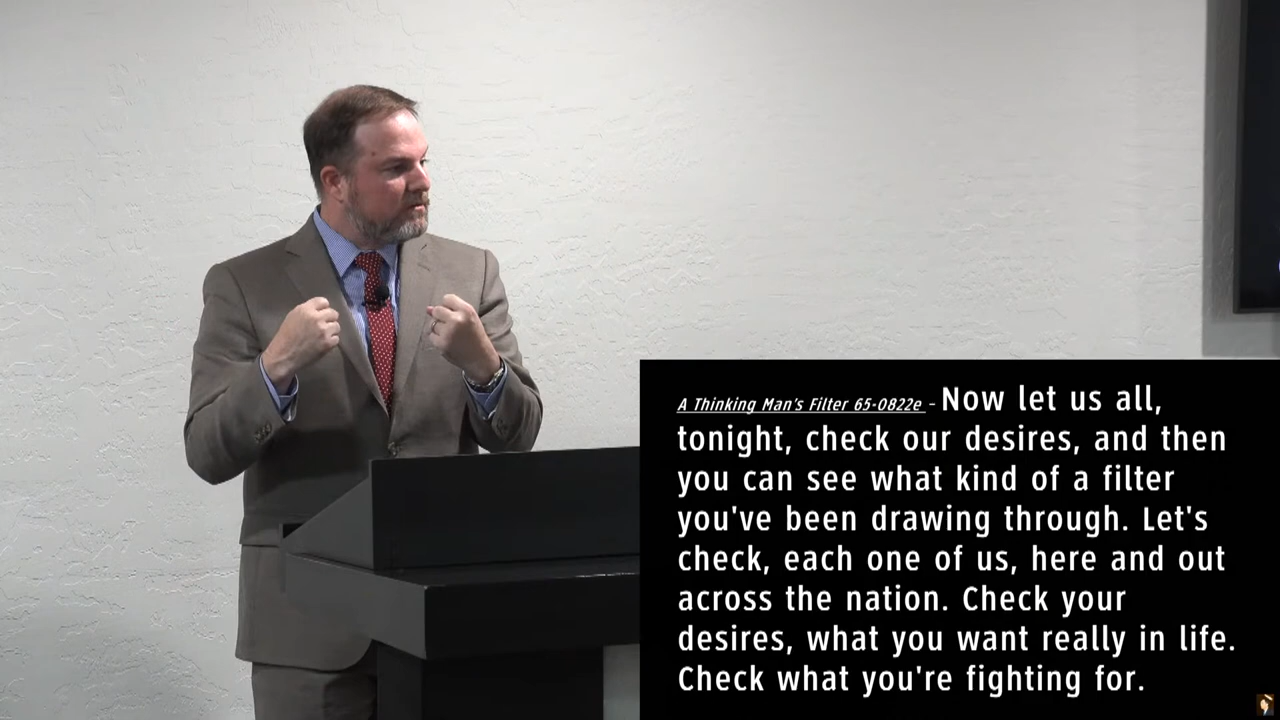 A Thinking Man's Filter 65-0822e - Now let us all,
tonight, check our desires, and then
you can see what kind of a filter
you've been drawing through. Let's
check, each one of us, here and out
across the nation. Check your
desires, what you want really in life.
Check what you're fighting for.